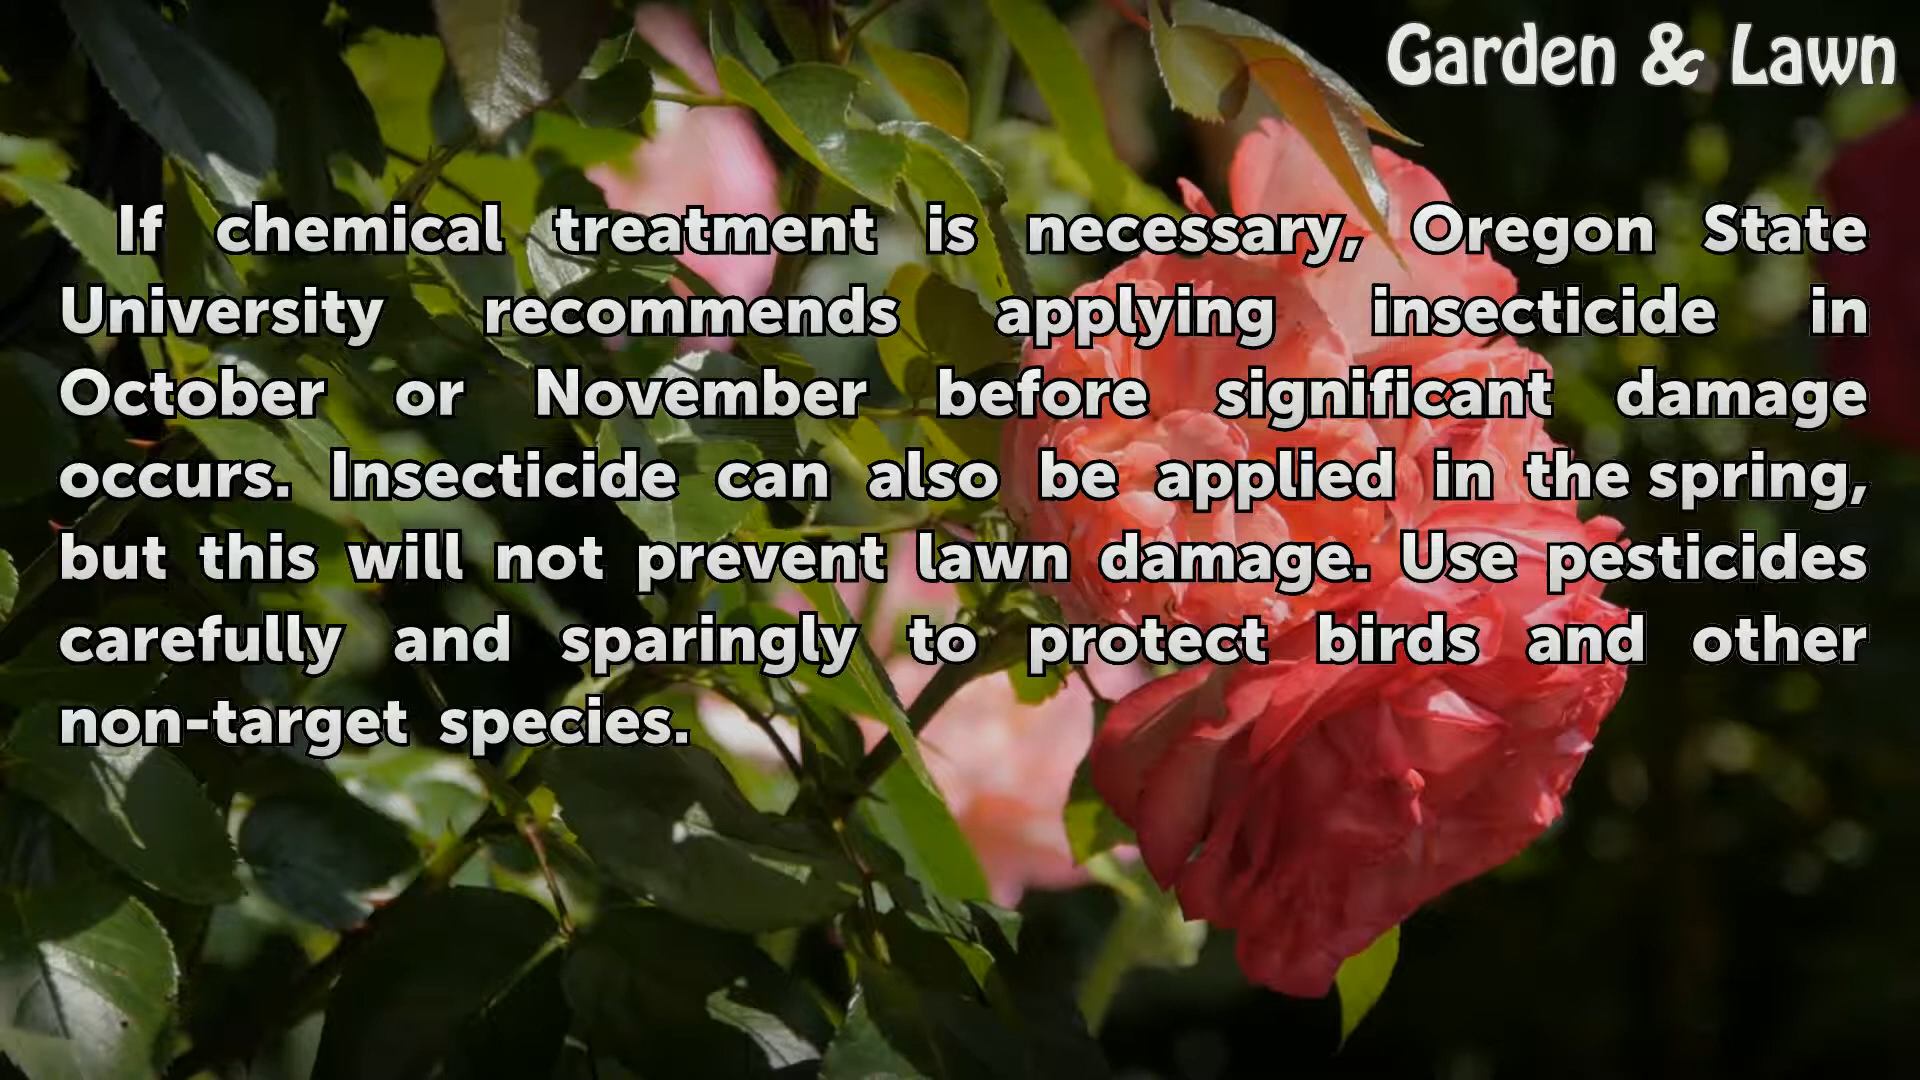 Garden & Lawn
If chemical treatment is necessary, Oregon State
University recommends applying insecticide in
October or November before significant damage
occurs. Insecticide can also be applied in the spring,
but this will not prevent lawn damage. Use pesticides
carefully and sparingly to protect birds and other
non-target species.